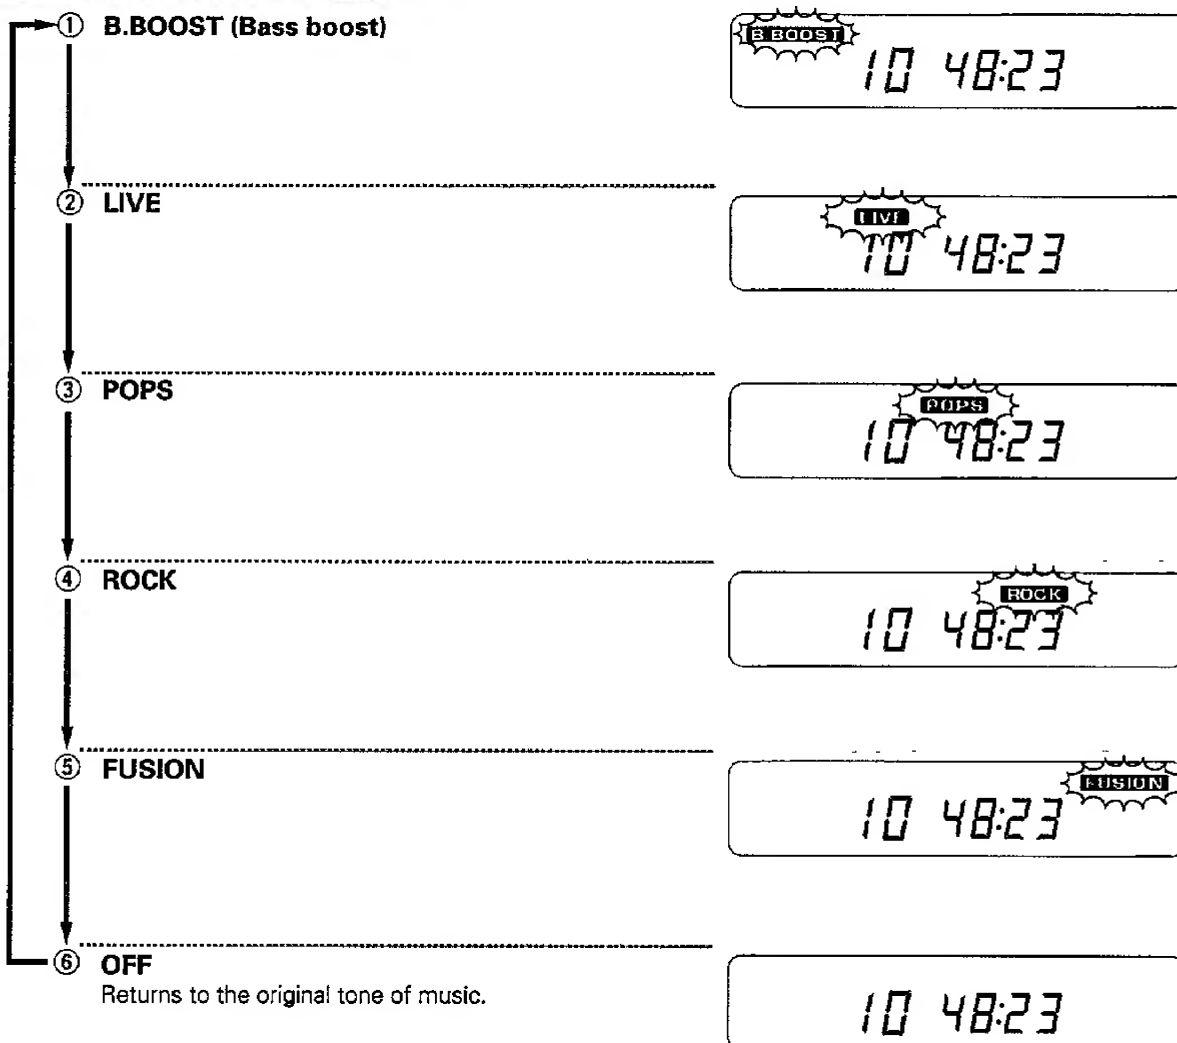 ① B.BOOST (Bass boost)
B.BOOST
10 48:23
② LIVE
LIVE
10 48:23
③ POPS
POPS
10 48:23
④ ROCK
ROCK
10 48:23
⑤ FUSION
FUSION
10 48:23
⑥ OFF
Returns to the original tone of music.
10 48:23